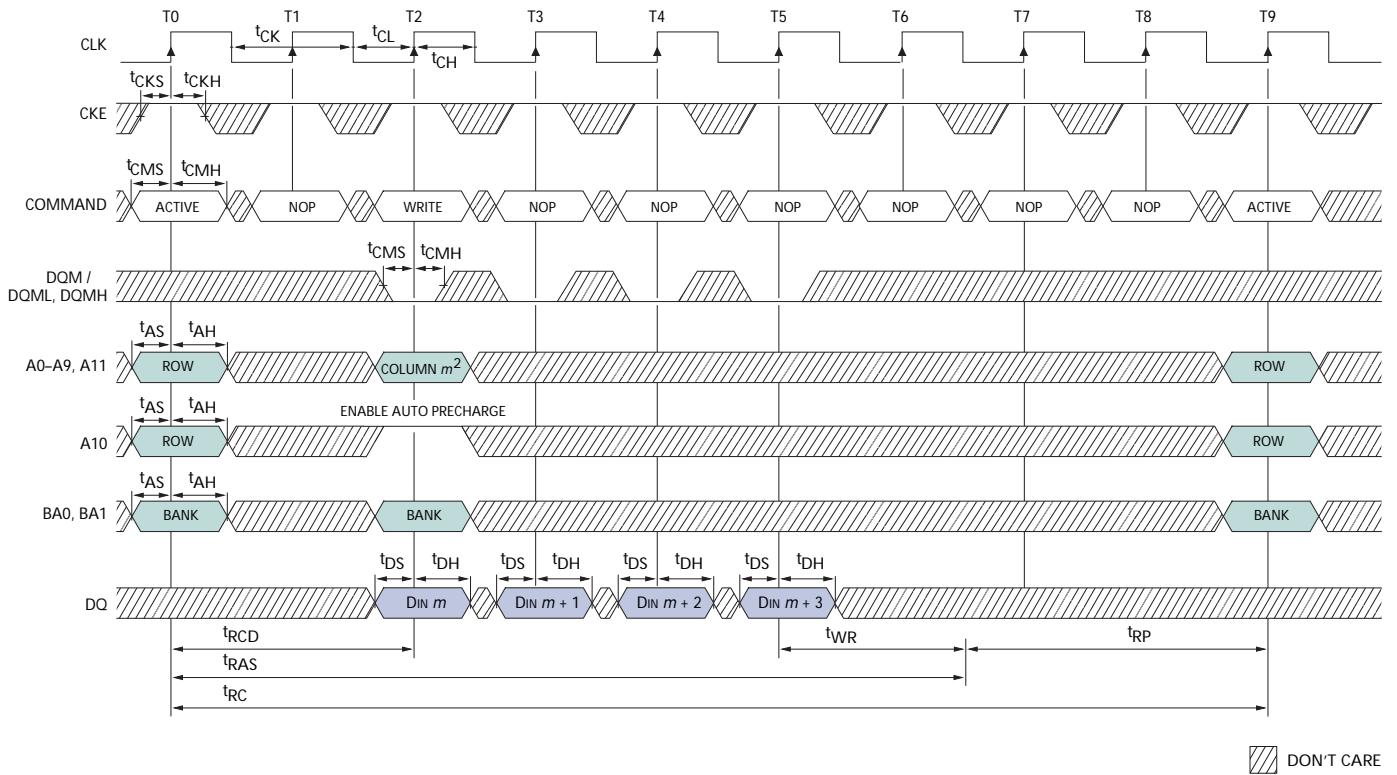 T0 T1 T2 T3 T4 T5 T6 T7 T8 T9
CLK
tCK tCL
tCH
tCKS tCKH
CKE
tCMS tCMH
COMMAND ACTIVE NOP WRITE NOP NOP NOP NOP NOP NOP ACTIVE
tCMS tCMH
DQM /
DQML, DQMH
tAS tAH
A0–A9, A11 ROW COLUMN m2 ROW
ENABLE AUTO PRECHARGE
tAS tAH
A10 ROW ROW
tAS tAH
BA0, BA1 BANK BANK BANK
tDS tDH tDS tDH tDS tDH tDS tDH
DQ DIN m DIN m + 1 DIN m + 2 DIN m + 3
tRCD tWR tRP
tRAS
tRC
DON'T CARE